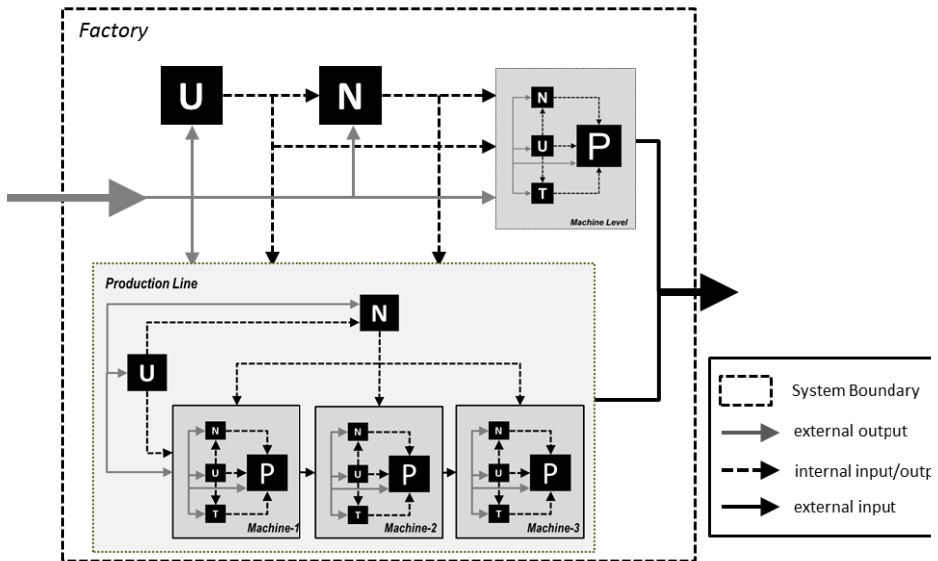 Factory
U
N
N
U
T
P
Machine Level
Production Line
N
U
N
U
T
P
Machine-1
N
U
T
P
Machine-2
N
U
T
P
Machine-3
System Boundary
external output
internal input/outp
external input